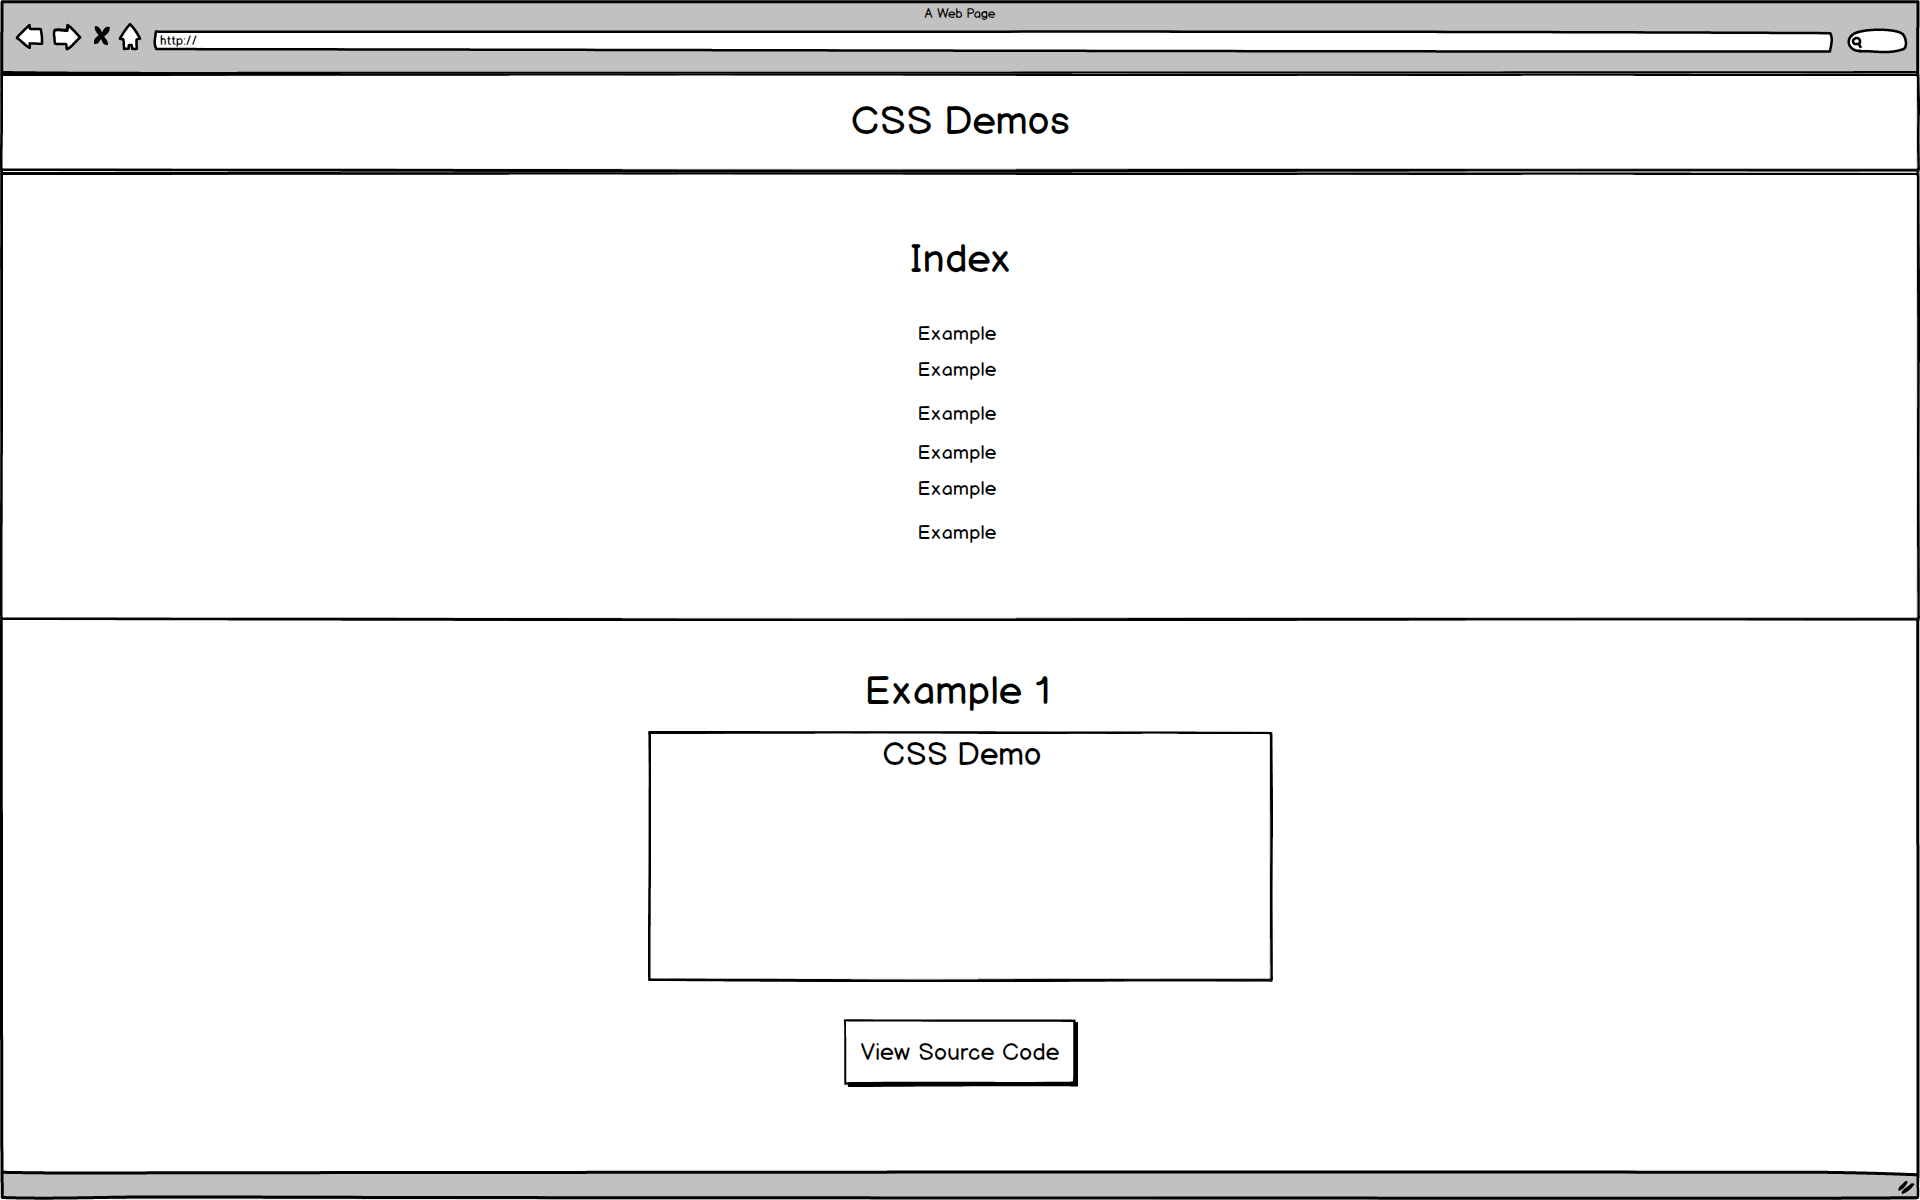 A Web Page
http://
CSS Demos
Index
Example
Example
Example
Example
Example
Example
Example 1
CSS Demo
View Source Code